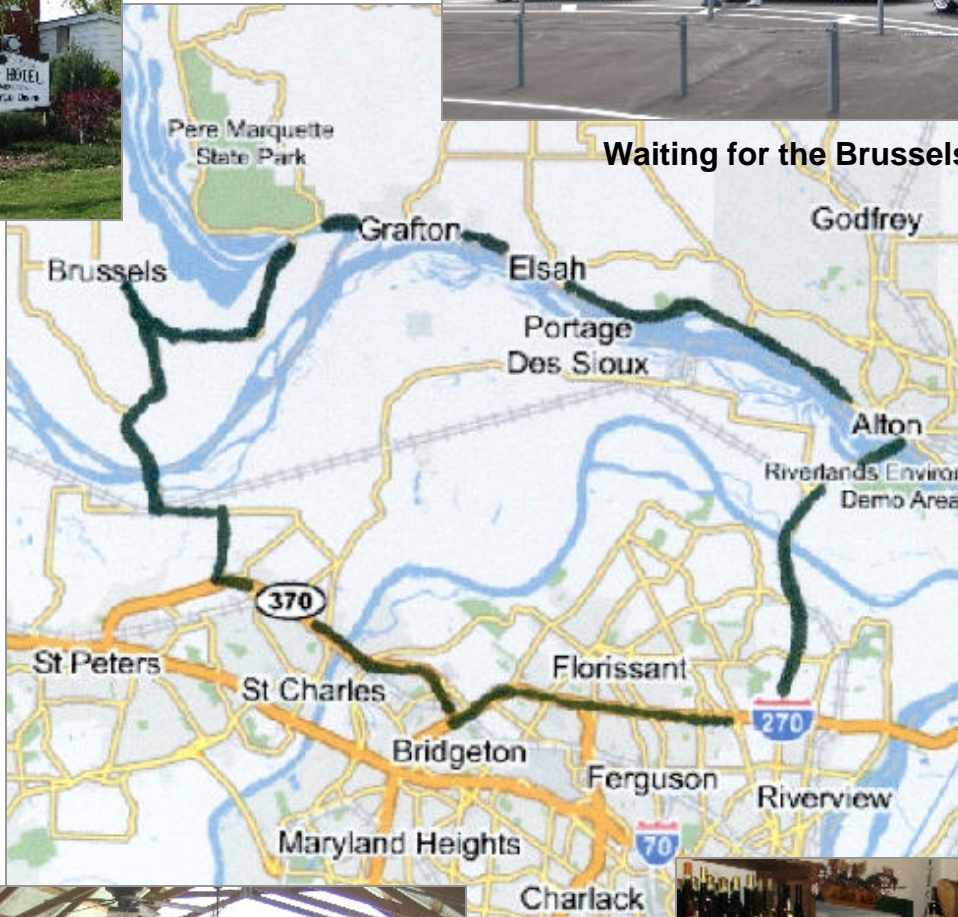 HOTEL
Waiting for the Brussels
Pere Marquette
State Park
Godfrey
Grafton
Brussels
Elsah
Portage
Des Sioux
Alton
Riverlands Enviro
Demo Area
370
St Peters
St Charles
Florissant
270
Bridgeton
Ferguson
Riverview
Maryland Heights
70
Charlack